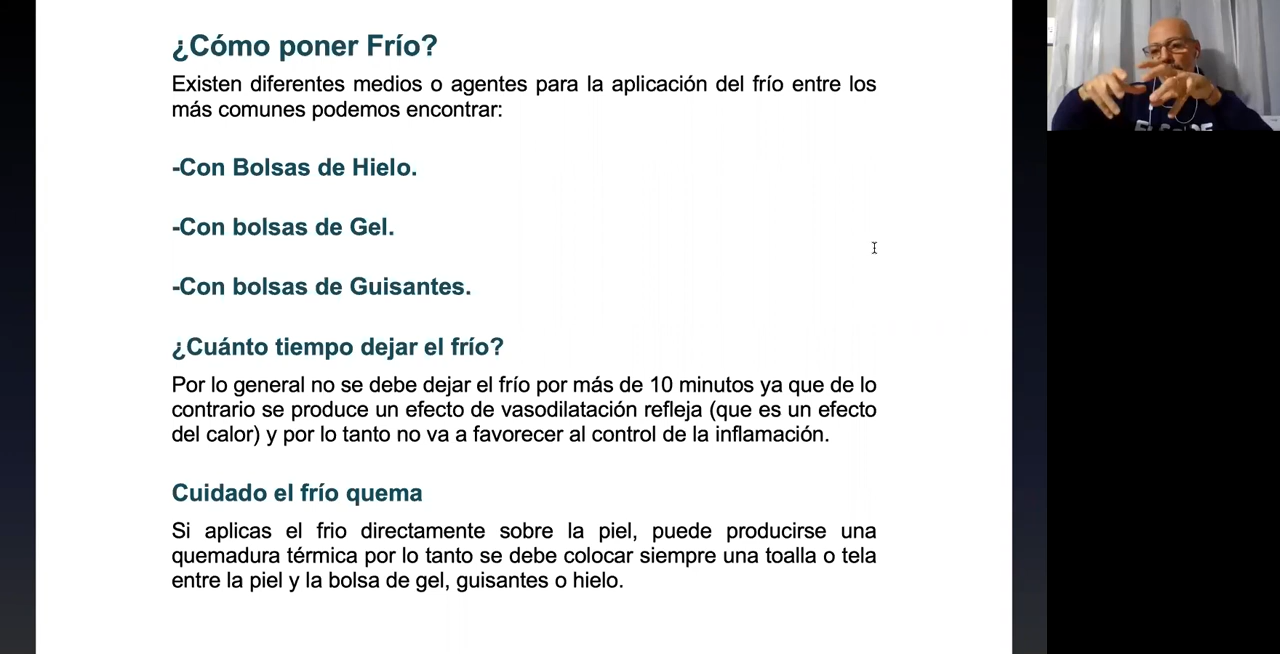 ¿Cómo poner Frío?
Existen diferentes medios o agentes para la aplicación del frío entre los
más comunes podemos encontrar:
-Con Bolsas de Hielo.
-Con bolsas de Gel.
-Con bolsas de Guisantes.
¿Cuánto tiempo dejar el frío?
Por lo general no se debe dejar el frío por más de 10 minutos ya que de lo
contrario se produce un efecto de vasodilatación refleja (que es un efecto
del calor) y por lo tanto no va a favorecer al control de la inflamación.
Cuidado el frío quema
Si aplicas el frio directamente sobre la piel, puede producirse una
quemadura térmica por lo tanto se debe colocar siempre una toalla o tela
entre la piel y la bolsa de gel, guisantes o hielo.